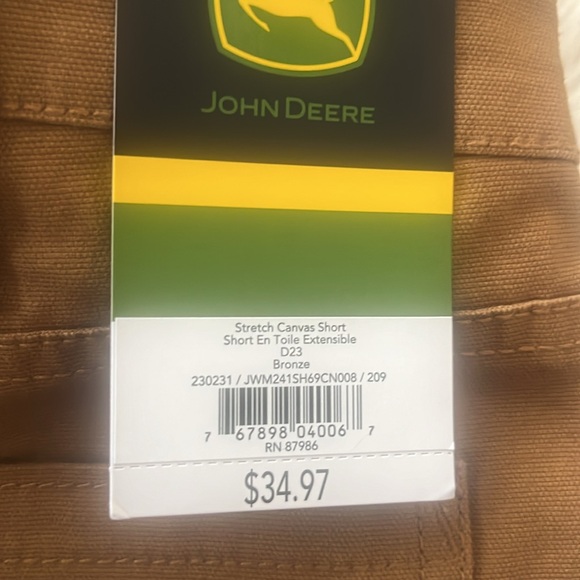 JOHN DEERE
Stretch Canvas Short
Short En Toile Extensible
D23
Bronze
230231 / JWM241SH69CN008 / 209
7 67898 04006 7
RN 87986
$34.97